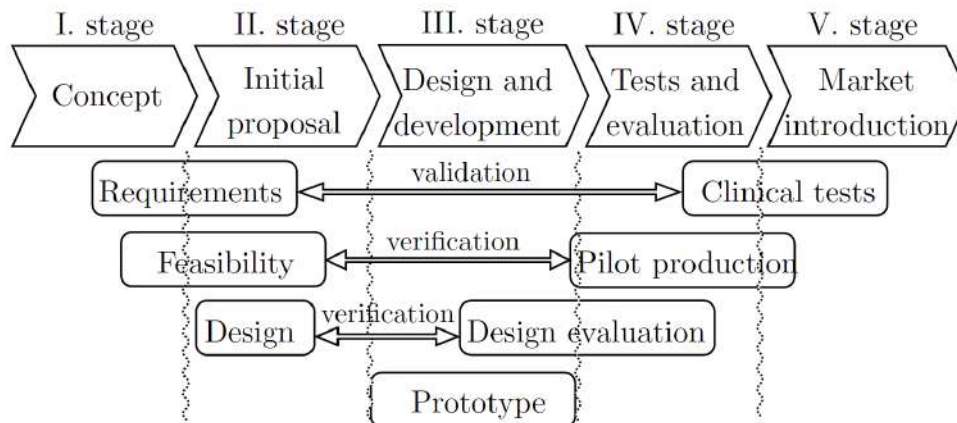 I. stage II. stage III. stage IV. stage V. stage
Concept
Initial
proposal
Design and
development
Tests and
evaluation
Market
introduction
Requirements validation Clinical tests
Feasibility verification Pilot production
Design verification Design evaluation
Prototype